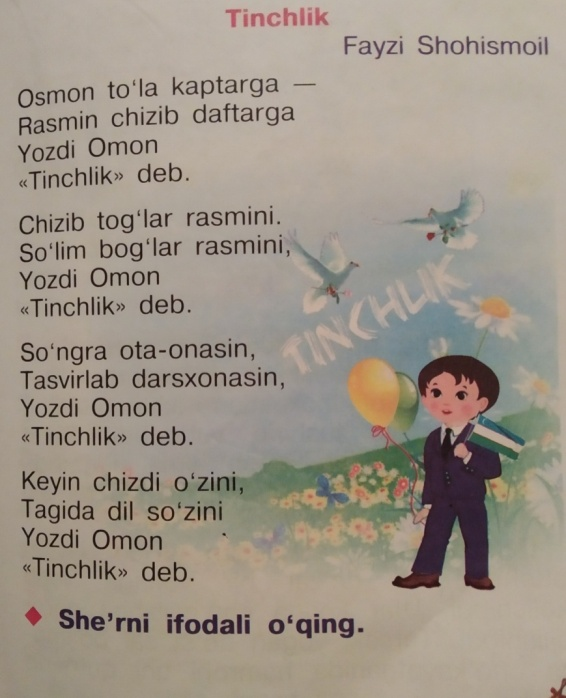 Tinchlik
Fayzi Shohismoil
Osmon to‘la kaptarga —
Rasmin chizib daftarga
Yozdi Omon
«Tinchlik» deb.
Chizib tog‘lar rasmini.
So‘lim bog‘lar rasmini,
Yozdi Omon
«Tinchlik» deb.
So‘ngra ota-onasin,
Tasvirlab darsxonasin,
Yozdi Omon
«Tinchlik» deb.
Keyin chizdi o‘zini,
Tagida dil so‘zini
Yozdi Omon
«Tinchlik» deb.
TINCHLIK
◆ She’rni ifodali o‘qing.